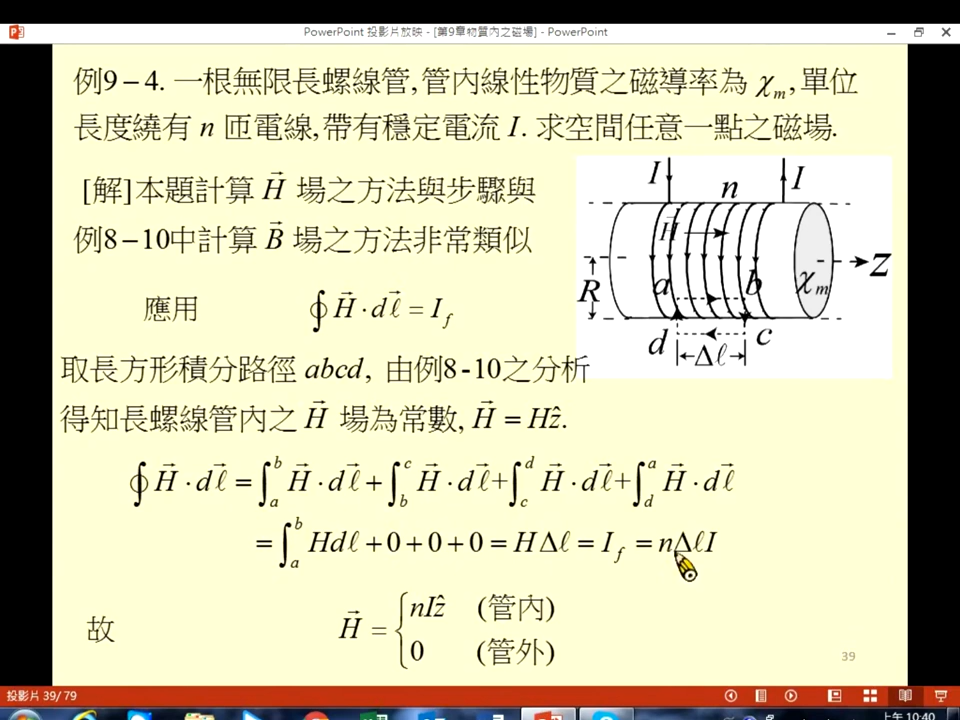 PowerPoint 投影片放映 - [第9章物質內之磁場] - PowerPoint
例9－4. 一根無限長螺線管,管內線性物質之磁導率為 χm,單位
長度繞有 n 匝電線,帶有穩定電流 I. 求空間任意一點之磁場.
[解]本題計算 H⃗ 場之方法與步驟與
例8－10中計算 B⃗ 場之方法非常類似
I n I
H⃗
z
R a b χm
d c
Δℓ
應用 ∮H⃗·dℓ⃗ = I_f
取長方形積分路徑 abcd, 由例8-10之分析
得知長螺線管內之 H⃗ 場為常數, H⃗ = Hẑ.
∮H⃗·dℓ⃗ = ∫_a^b H⃗·dℓ⃗ + ∫_b^c H⃗·dℓ⃗+∫_c^d H⃗·dℓ⃗+∫_d^a H⃗·dℓ⃗
= ∫_a^b Hdℓ + 0 + 0 + 0 = HΔℓ = I_f = nΔℓI
故 H⃗ = { nIẑ (管內)
0 (管外)
39
投影片 39/ 79
上午 10:40